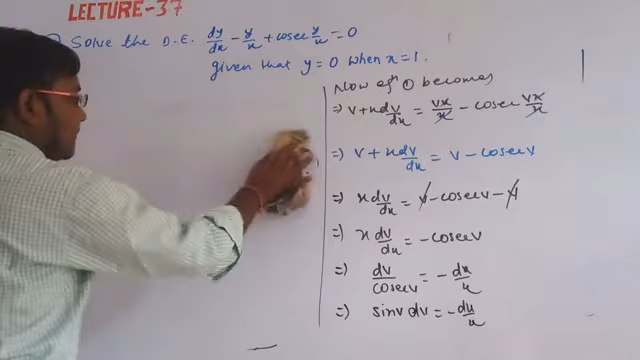 LECTURE-37
Solve the D.E. dy/dx - y/x + cosec y/x = 0
given that y = 0 when x = 1.
Now eqn ① becomes
⇒ v + x dv/dx = vx/x - cosec vx/x
⇒ v + x dv/dx = v - cosec v
⇒ x dv/dx = v - cosec v - v
⇒ x dv/dx = - cosec v
⇒ dv/cosec v = - dx/x
⇒ sin v dv = - dx/x